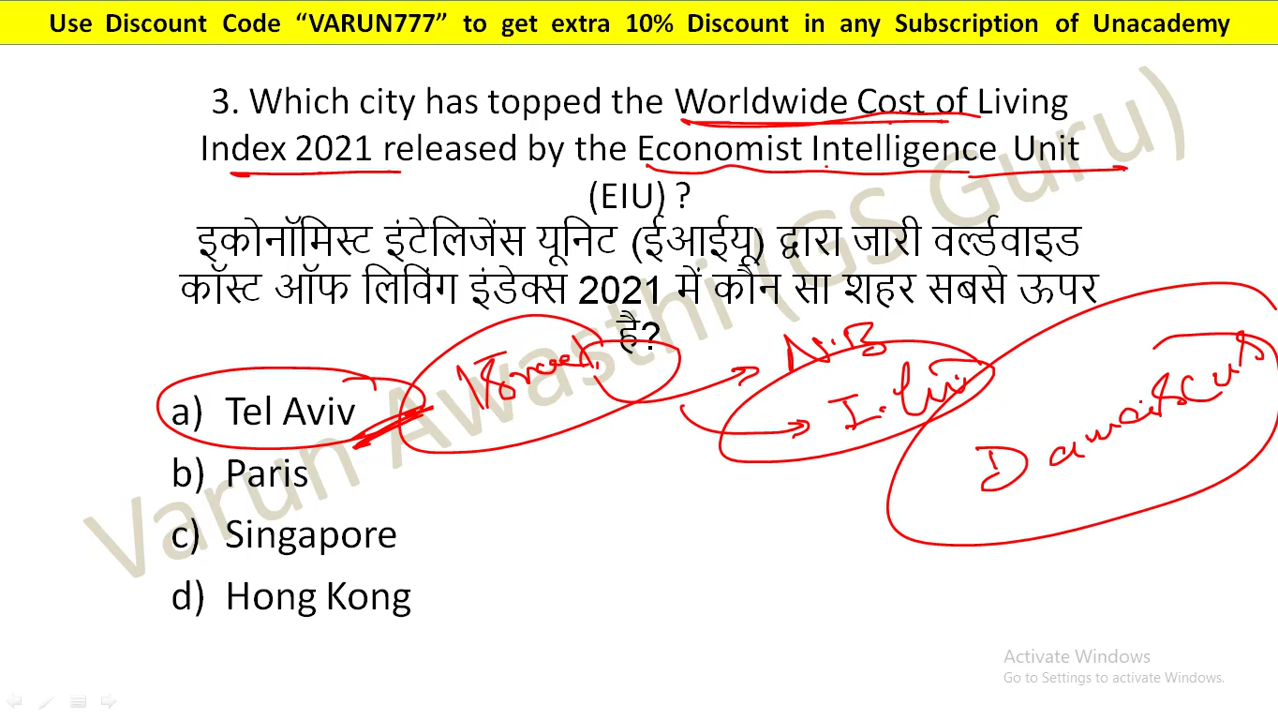 Use Discount Code “VARUN777” to get extra 10% Discount in any Subscription of Unacademy
3. Which city has topped the Worldwide Cost of Living
Index 2021 released by the Economist Intelligence Unit
(EIU) ?
इकोनॉमिस्ट इंटेलिजेंस यूनिट (ईआईयू) द्वारा जारी वर्ल्डवाइड
कॉस्ट ऑफ लिविंग इंडेक्स 2021 में कौन सा शहर सबसे ऊपर
है?
N.B
a) Tel Aviv
b) Paris
c) Singapore
d) Hong Kong
Varun Awasthi (GS Guru)
Activate Windows
Go to Settings to activate Windows.